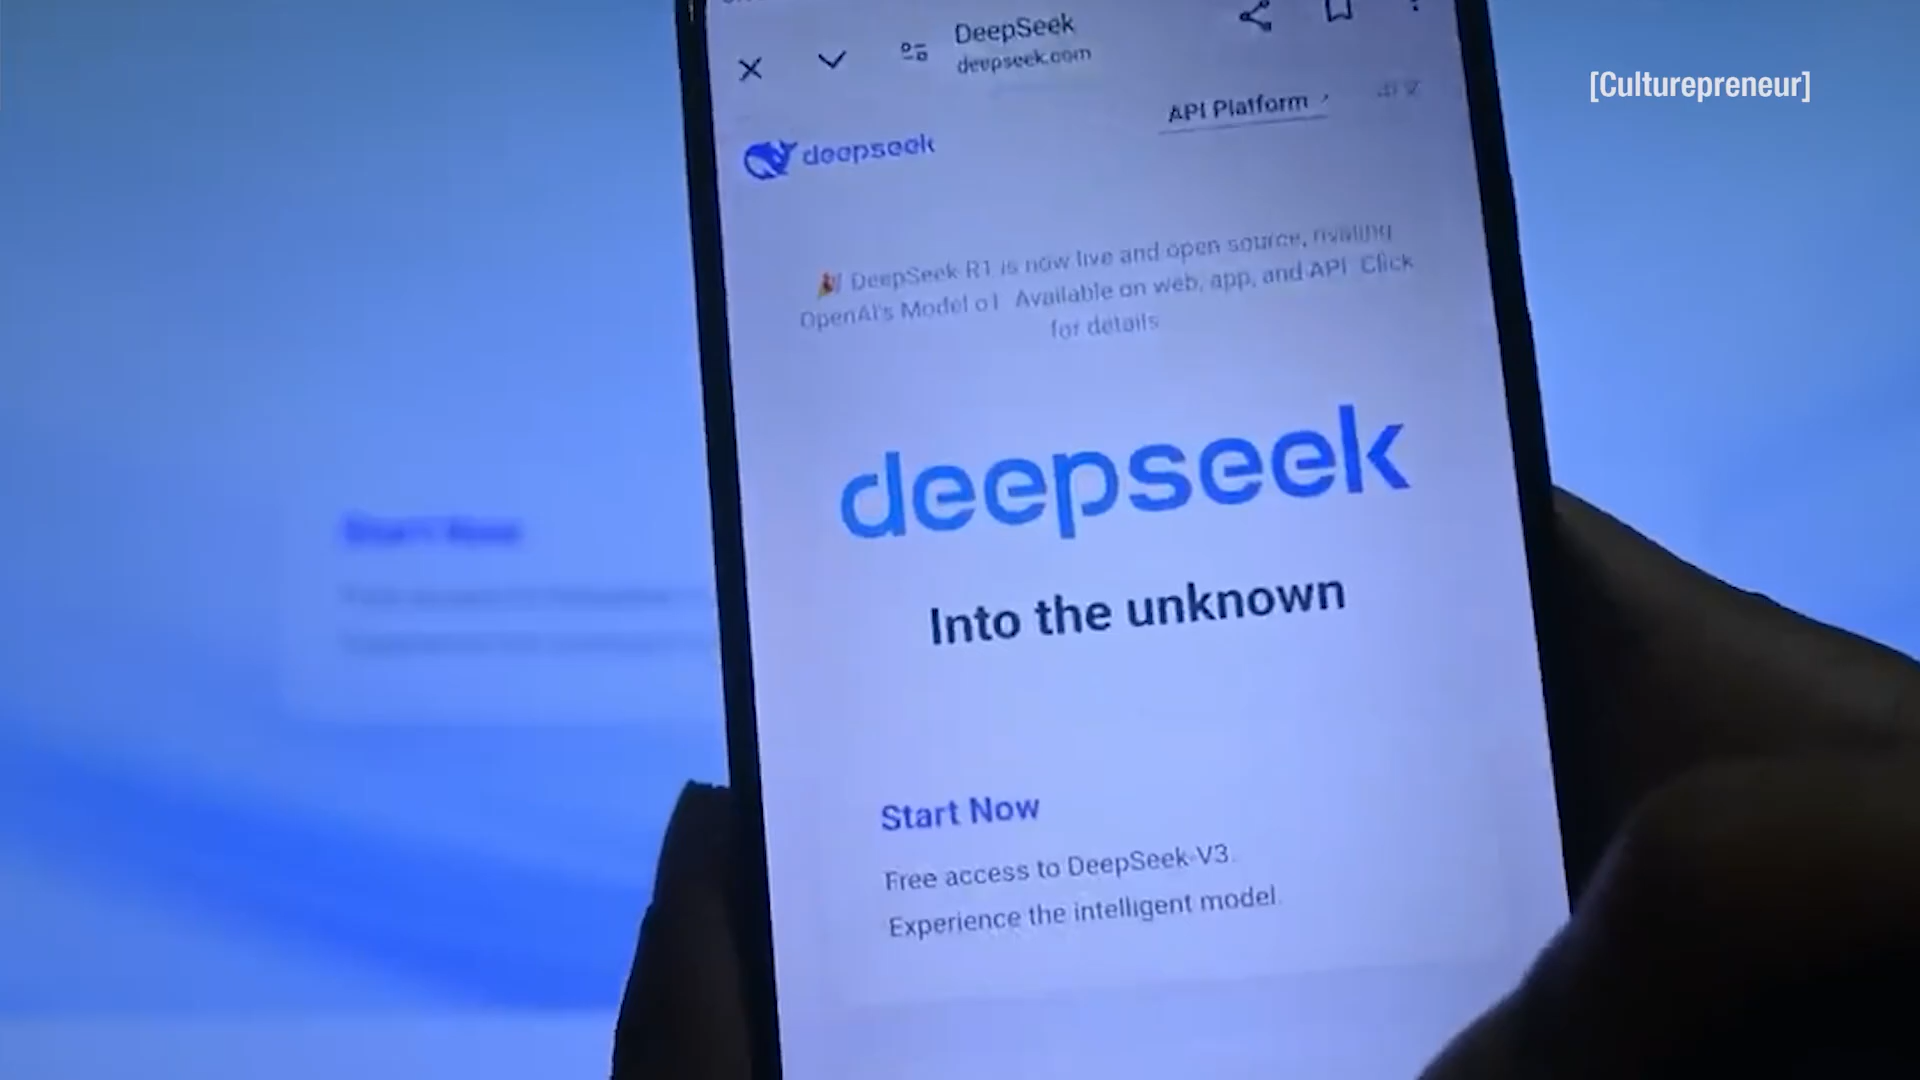 DeepSeek
deepseek.com
[Culturepreneur]
API Platform
deepseek
🎉 DeepSeek-R1 is now live and open source, rivaling
OpenAI's Model o1. Available on web, app, and API. Click
for details.
deepseek
Into the unknown
Start Now
Start Now
Free access to DeepSeek-V3.
Experience the intelligent model.